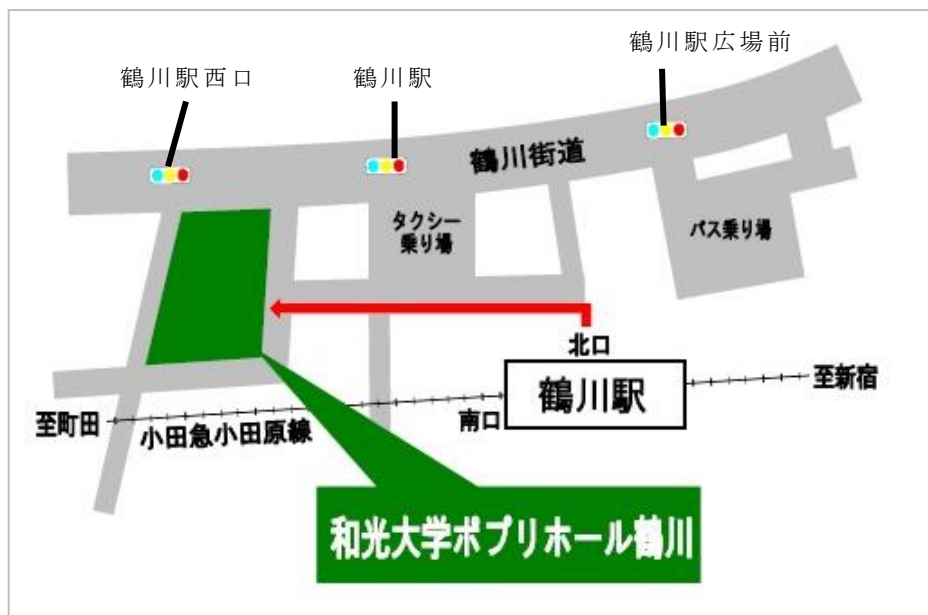 鶴川駅広場前
鶴川駅西口
鶴川駅
鶴川街道
タクシー
乗り場
バス乗り場
北口
鶴川駅
至新宿
南口
至町田
小田急小田原線
和光大学ポプリホール鶴川